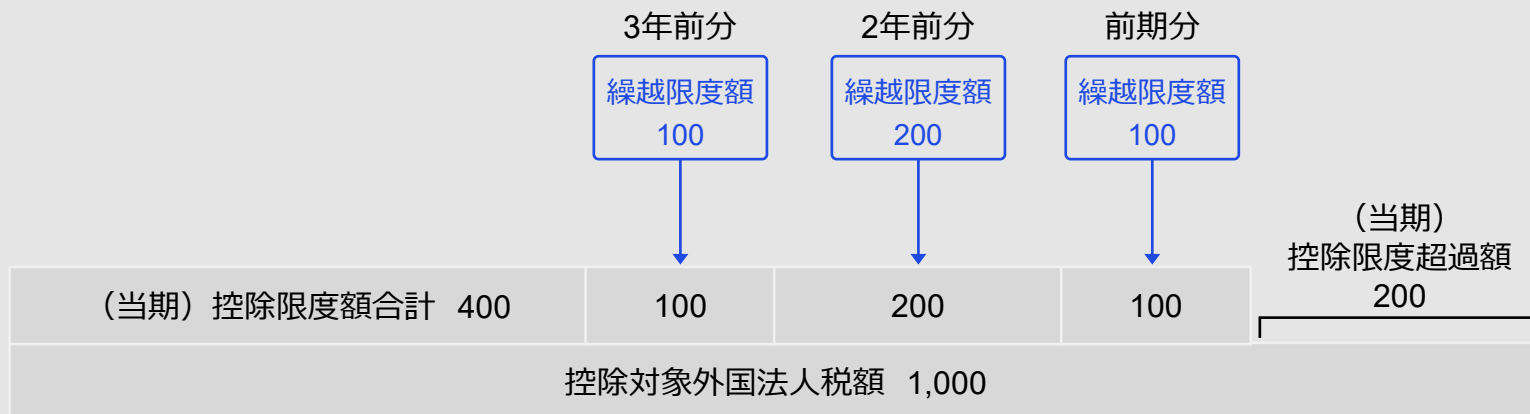 3年前分
2年前分
前期分
繰越限度額
100
繰越限度額
200
繰越限度額
100
（当期）
控除限度超過額
200
（当期）控除限度額合計 400
100
200
100
控除対象外国法人税額 1,000